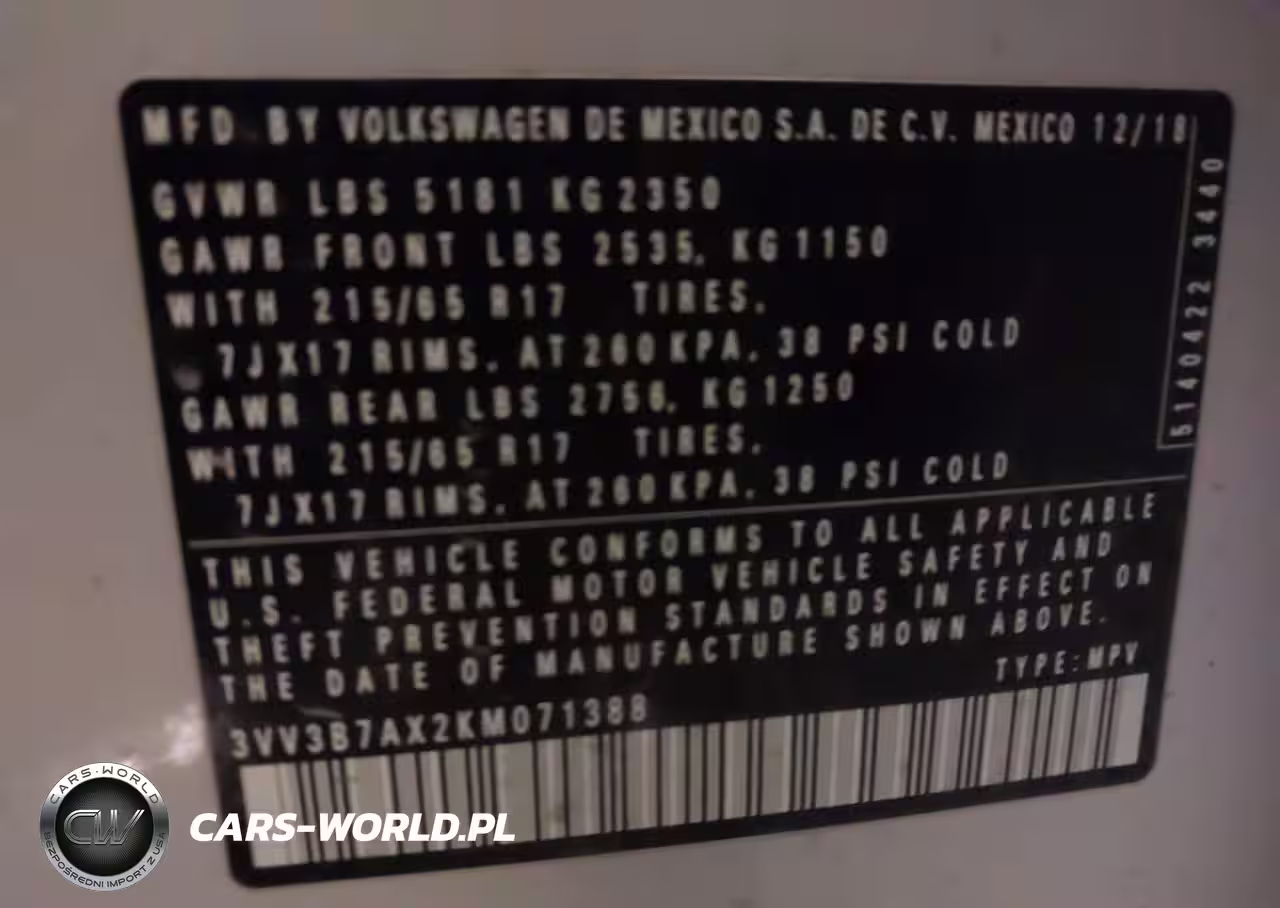 MFD BY VOLKSWAGEN DE MEXICO S.A. DE C.V. MEXICO 12/18
GVWR LBS 5181 KG 2350
GAWR FRONT LBS 2535, KG 1150
WITH 215/65 R17 TIRES,
7JX17 RIMS, AT 260 KPA, 38 PSI COLD
GAWR REAR LBS 2756, KG 1250
WITH 215/65 R17 TIRES,
7JX17 RIMS, AT 260 KPA, 38 PSI COLD
5140422 3440
THIS VEHICLE CONFORMS TO ALL APPLICABLE
U.S. FEDERAL MOTOR VEHICLE SAFETY AND
THEFT PREVENTION STANDARDS IN EFFECT ON
THE DATE OF MANUFACTURE SHOWN ABOVE.
TYPE:MPV
3VV3B7AX2KM071388
CARS-WORLD
CW
BEZPOŚREDNI IMPORT Z USA
CARS-WORLD.PL